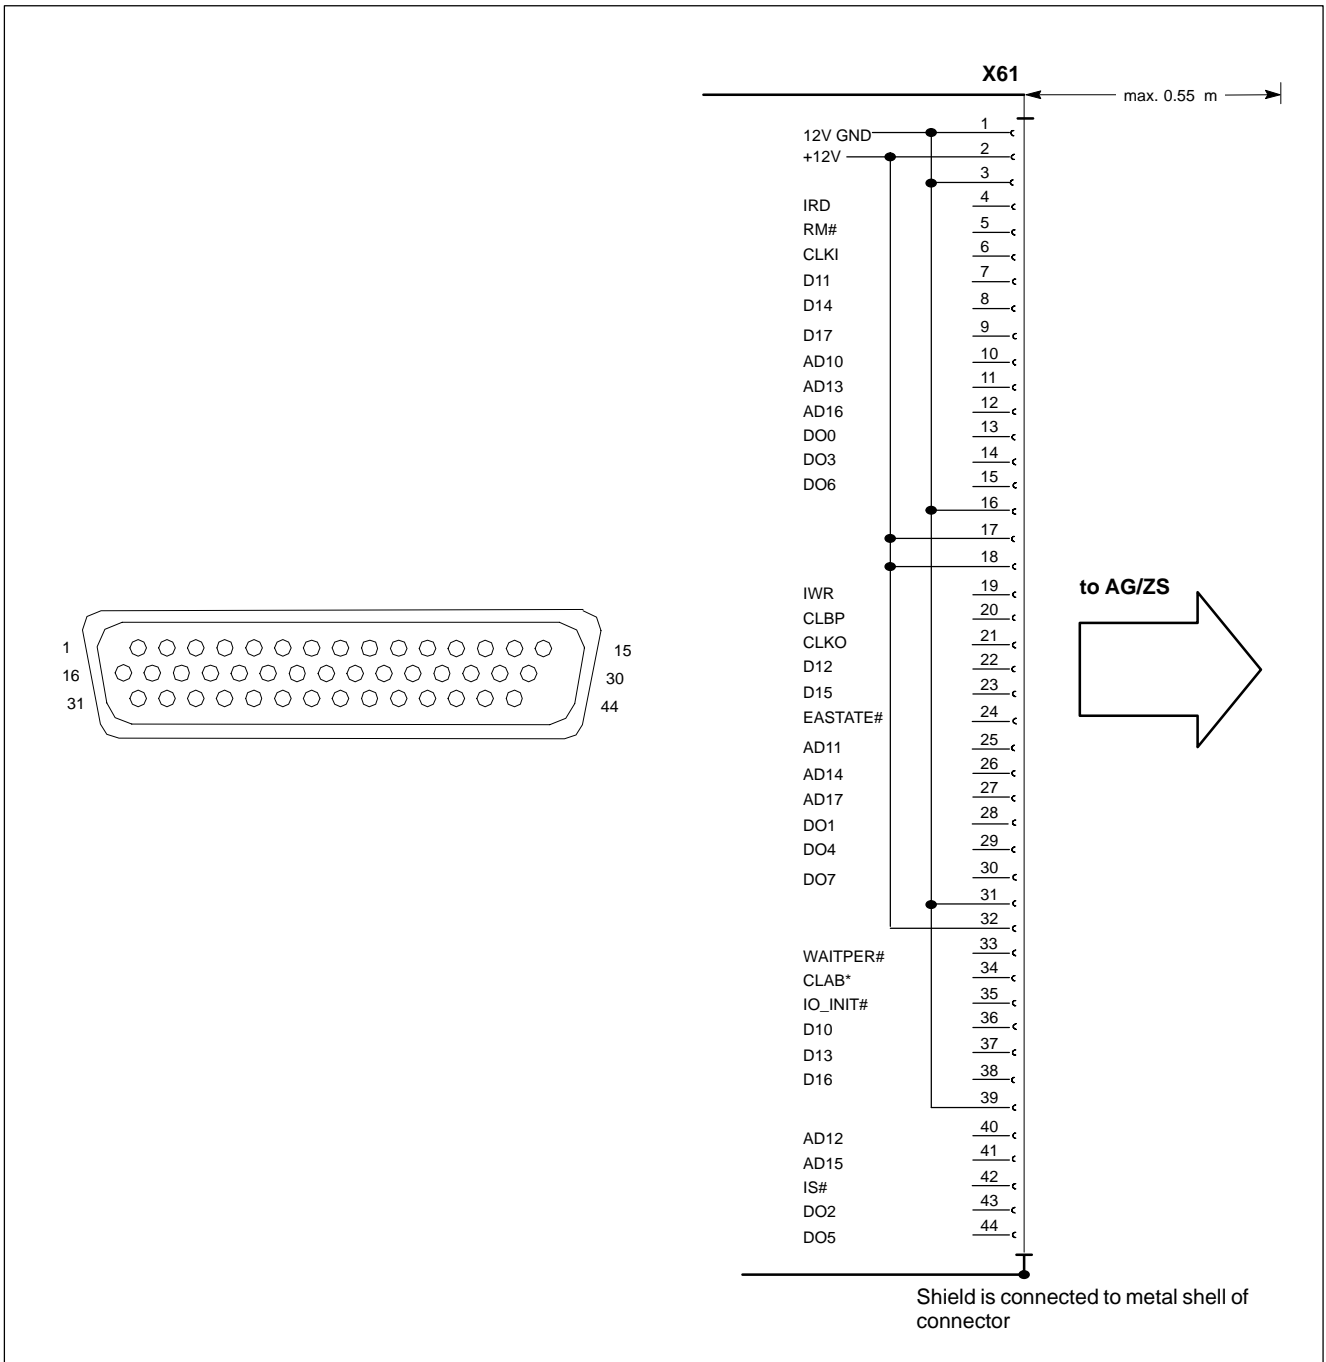 X61
max. 0.55 m
12V GND 1
+12V 2
3
IRD 4
RM# 5
CLKI 6
D11 7
D14 8
D17 9
AD10 10
AD13 11
AD16 12
DO0 13
DO3 14
DO6 15
16
17
18
IWR 19
CLBP 20
CLKO 21
D12 22
D15 23
EASTATE# 24
AD11 25
AD14 26
AD17 27
DO1 28
DO4 29
DO7 30
31
32
WAITPER# 33
CLAB* 34
IO_INIT# 35
D10 36
D13 37
D16 38
39
AD12 40
AD15 41
IS# 42
DO2 43
DO5 44
1 15
16 30
31 44
to AG/ZS
Shield is connected to metal shell of
connector